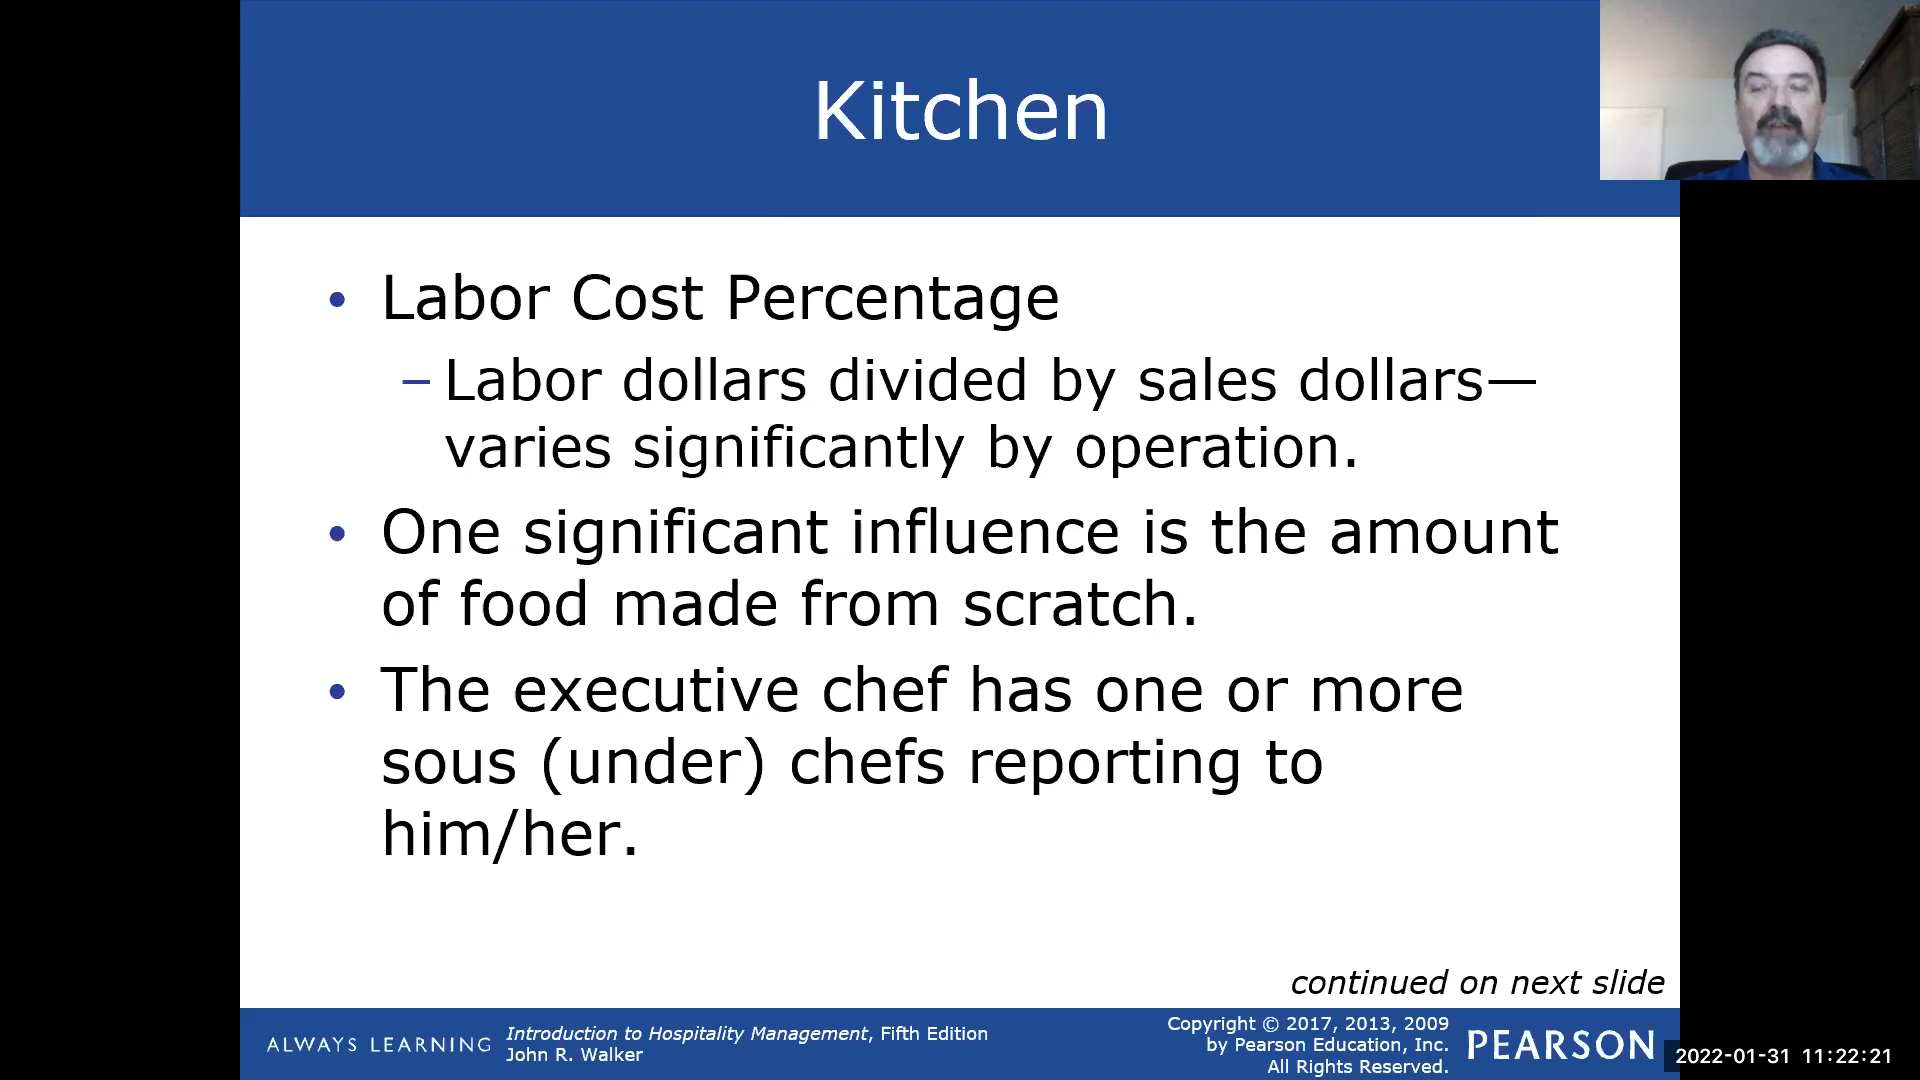 Kitchen
• Labor Cost Percentage
– Labor dollars divided by sales dollars—
varies significantly by operation.
• One significant influence is the amount
of food made from scratch.
• The executive chef has one or more
sous (under) chefs reporting to
him/her.
continued on next slide
ALWAYS LEARNING
Introduction to Hospitality Management, Fifth Edition
John R. Walker
Copyright © 2017, 2013, 2009
by Pearson Education, Inc.
All Rights Reserved.
PEARSON
2022-01-31 11:22:21